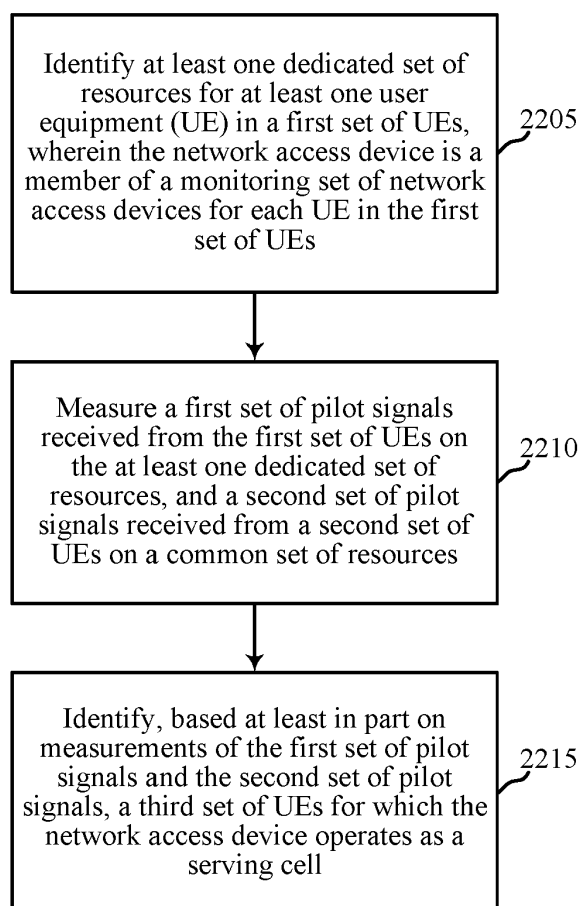 Identify at least one dedicated set of
resources for at least one user
equipment (UE) in a first set of UEs,
wherein the network access device is a
member of a monitoring set of network
access devices for each UE in the first
set of UEs
2205
Measure a first set of pilot signals
received from the first set of UEs on
the at least one dedicated set of
resources, and a second set of pilot
signals received from a second set of
UEs on a common set of resources
2210
Identify, based at least in part on
measurements of the first set of pilot
signals and the second set of pilot
signals, a third set of UEs for which the
network access device operates as a
serving cell
2215